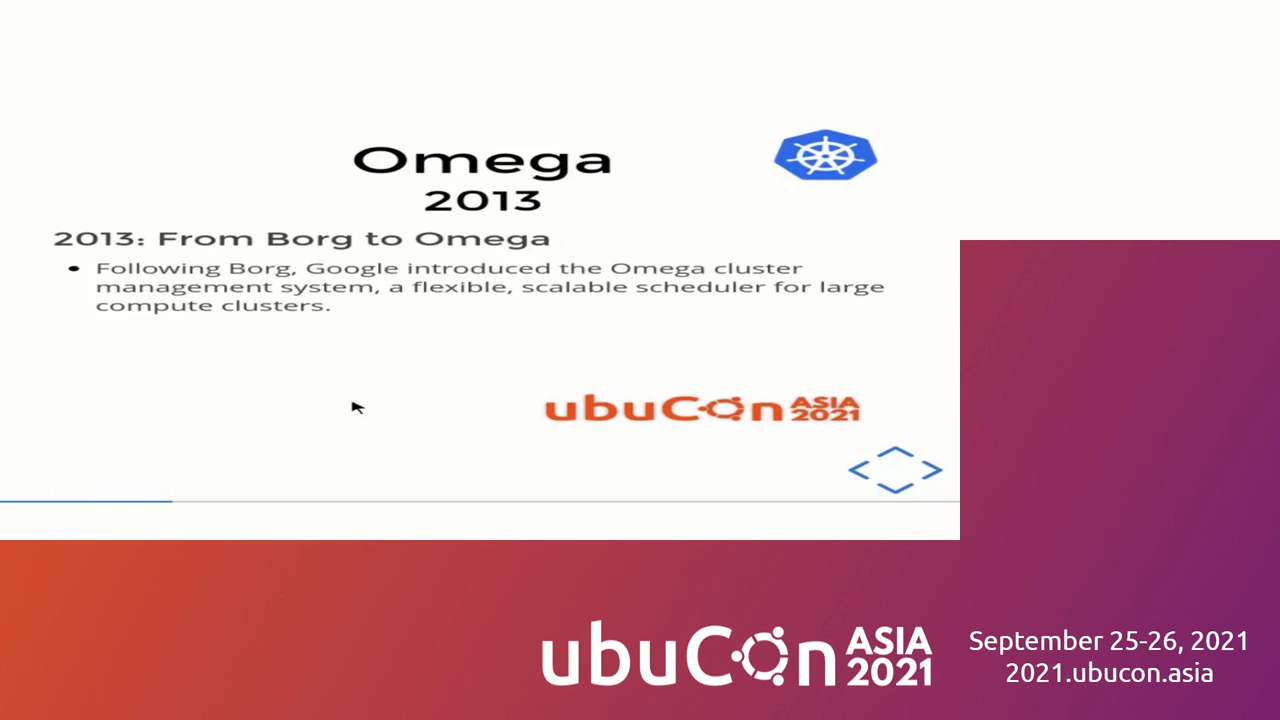 Omega
2013
2013: From Borg to Omega
Following Borg, Google introduced the Omega cluster
management system, a flexible, scalable scheduler for large
compute clusters.
ubuCon ASIA 2021
ubuCon ASIA 2021
September 25-26, 2021
2021.ubucon.asia